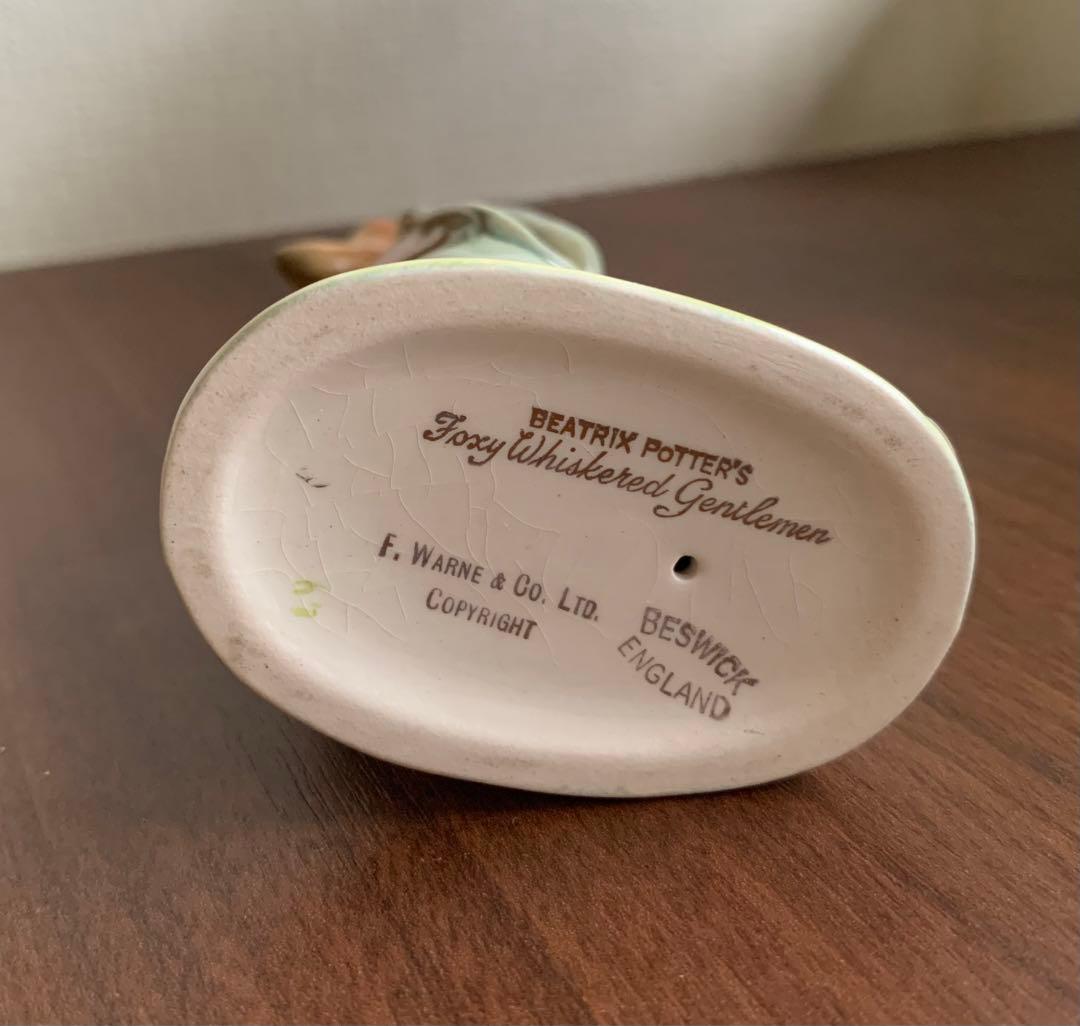 BEATRIX POTTER'S
Foxy Whiskered Gentlemen
F. WARNE & CO. LTD.
COPYRIGHT
BESWICK
ENGLAND